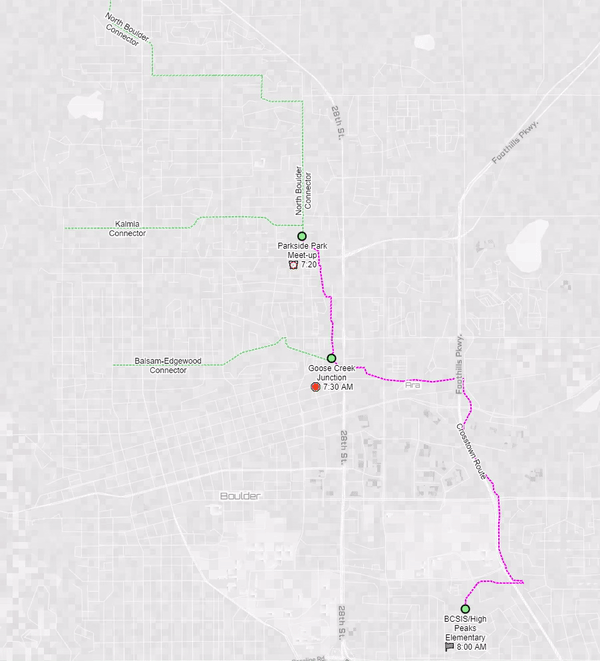 North Boulder
Connector
28th St.
Foothills Pkwy.
North Boulder
Connector
Kalmia
Connector
Parkside Park
Meet-up
7:20
Foothills Pkwy.
Balsam-Edgewood
Connector
Goose Creek
Junction
7:30 AM
Ara
28th St.
Crosstown Route
Boulder
28th St.
BCSIS/High
Peaks
Elementary
8:00 AM